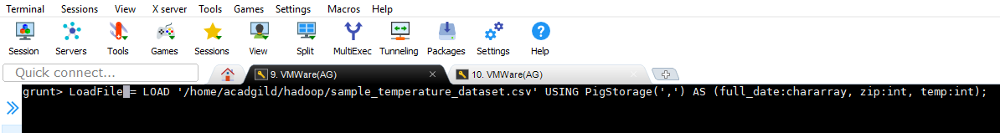 Terminal Sessions View X server Tools Games Settings Macros Help
Session Servers Tools Games Sessions View Split MultiExec Tunneling Packages Settings Help
Quick connect... 9. VMWare(AG) 10. VMWare(AG)
grunt> LoadFile = LOAD '/home/acadgild/hadoop/sample_temperature_dataset.csv' USING PigStorage(',') AS (full_date:chararray, zip:int, temp:int);